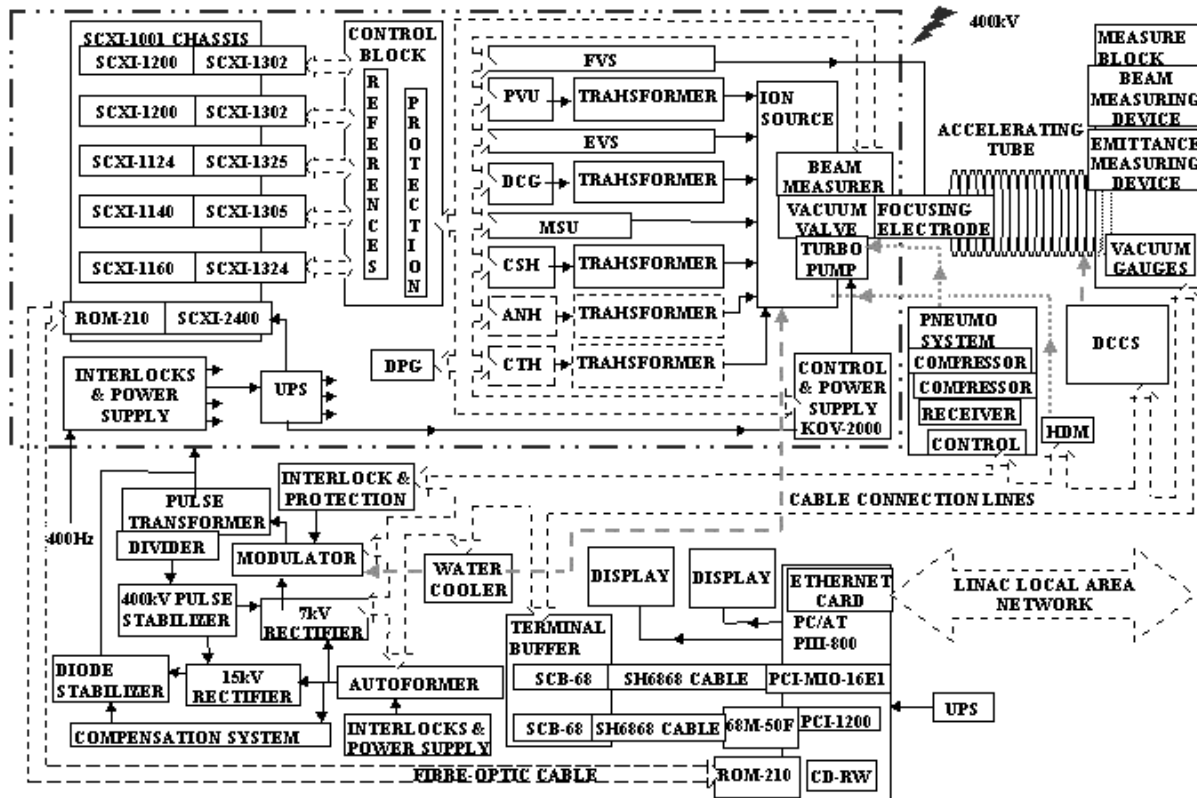 SCXI-1001 CHASSIS
SCXI-1200 SCXI-1302
SCXI-1200 SCXI-1302
SCXI-1124 SCXI-1325
SCXI-1140 SCXI-1305
SCXI-1160 SCXI-1324
ROM-210 SCXI-2400
INTERLOCKS
& POWER
SUPPLY
UPS
CONTROL
BLOCK
REFERENCES
PROTECTION
DPG
FVS
PVU TRAHSFORMER
EVS
DCG TRAHSFORMER
MSU
CSH TRAHSFORMER
ANH TRAHSFORMER
CTH TRAHSFORMER
ION
SOURCE
BEAM
MEASURER
VACUUM
VALVE
FOCUSING
ELECTRODE
TURBO
PUMP
CONTROL
& POWER
SUPPLY
KOV-2000
400kV
ACCELERATING
TUBE
MEASURE
BLOCK
BEAM
MEASURING
DEVICE
EMITTANCE
MEASURING
DEVICE
VACUUM
GAUGES
PNEUMO
SYSTEM
COMPRESSOR
COMPRESSOR
RECEIVER
CONTROL
HDM
DCCS
400Hz
PULSE
TRANSFORMER
DIVIDER
INTERLOCK &
PROTECTION
MODULATOR
400kV PULSE
STABILIZER
7kV
RECTIFIER
DIODE
STABILIZER
15kV
RECTIFIER
AUTOFORMER
COMPENSATION SYSTEM
INTERLOCKS &
POWER SUPPLY
WATER
COOLER
CABLE CONNECTION LINES
DISPLAY
DISPLAY
ETHERNET
CARD
PC/AT
PIII-800
LINAC LOCAL AREA
NETWORK
TERMINAL
BUFFER
SCB-68 SH6868 CABLE PCI-MIO-16E1
SCB-68 SH6868 CABLE 68M-50F PCI-1200
UPS
FIBRE-OPTIC CABLE
ROM-210 CD-RW